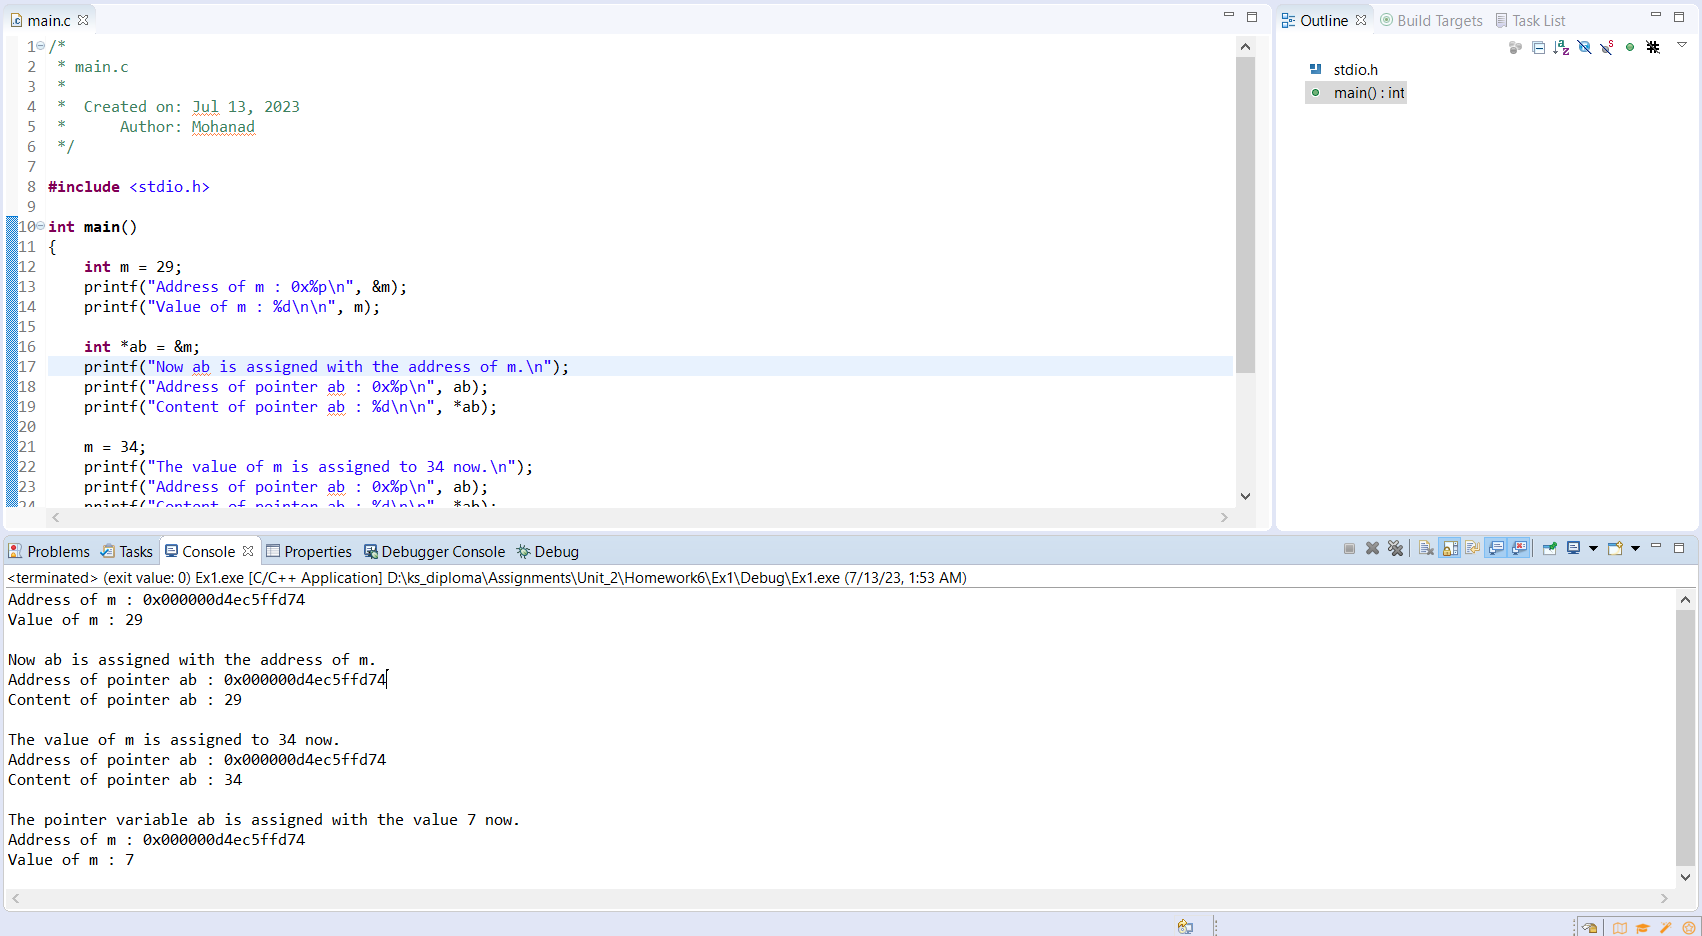 main.c
1 /*
2  * main.c
3  *
4  *  Created on: Jul 13, 2023
5  *      Author: Mohanad
6  */
7
8 #include <stdio.h>
9
10 int main()
11 {
12     int m = 29;
13     printf("Address of m : 0x%p\n", &m);
14     printf("Value of m : %d\n\n", m);
15
16     int *ab = &m;
17     printf("Now ab is assigned with the address of m.\n");
18     printf("Address of pointer ab : 0x%p\n", ab);
19     printf("Content of pointer ab : %d\n\n", *ab);
20
21     m = 34;
22     printf("The value of m is assigned to 34 now.\n");
23     printf("Address of pointer ab : 0x%p\n", ab);
24     printf("Content of pointer ab : %d\n\n", *ab);
Outline Build Targets Task List
stdio.h
main() : int
Problems Tasks Console Properties Debugger Console Debug
<terminated> (exit value: 0) Ex1.exe [C/C++ Application] D:\ks_diploma\Assignments\Unit_2\Homework6\Ex1\Debug\Ex1.exe (7/13/23, 1:53 AM)
Address of m : 0x000000d4ec5ffd74
Value of m : 29

Now ab is assigned with the address of m.
Address of pointer ab : 0x000000d4ec5ffd74
Content of pointer ab : 29

The value of m is assigned to 34 now.
Address of pointer ab : 0x000000d4ec5ffd74
Content of pointer ab : 34

The pointer variable ab is assigned with the value 7 now.
Address of m : 0x000000d4ec5ffd74
Value of m : 7